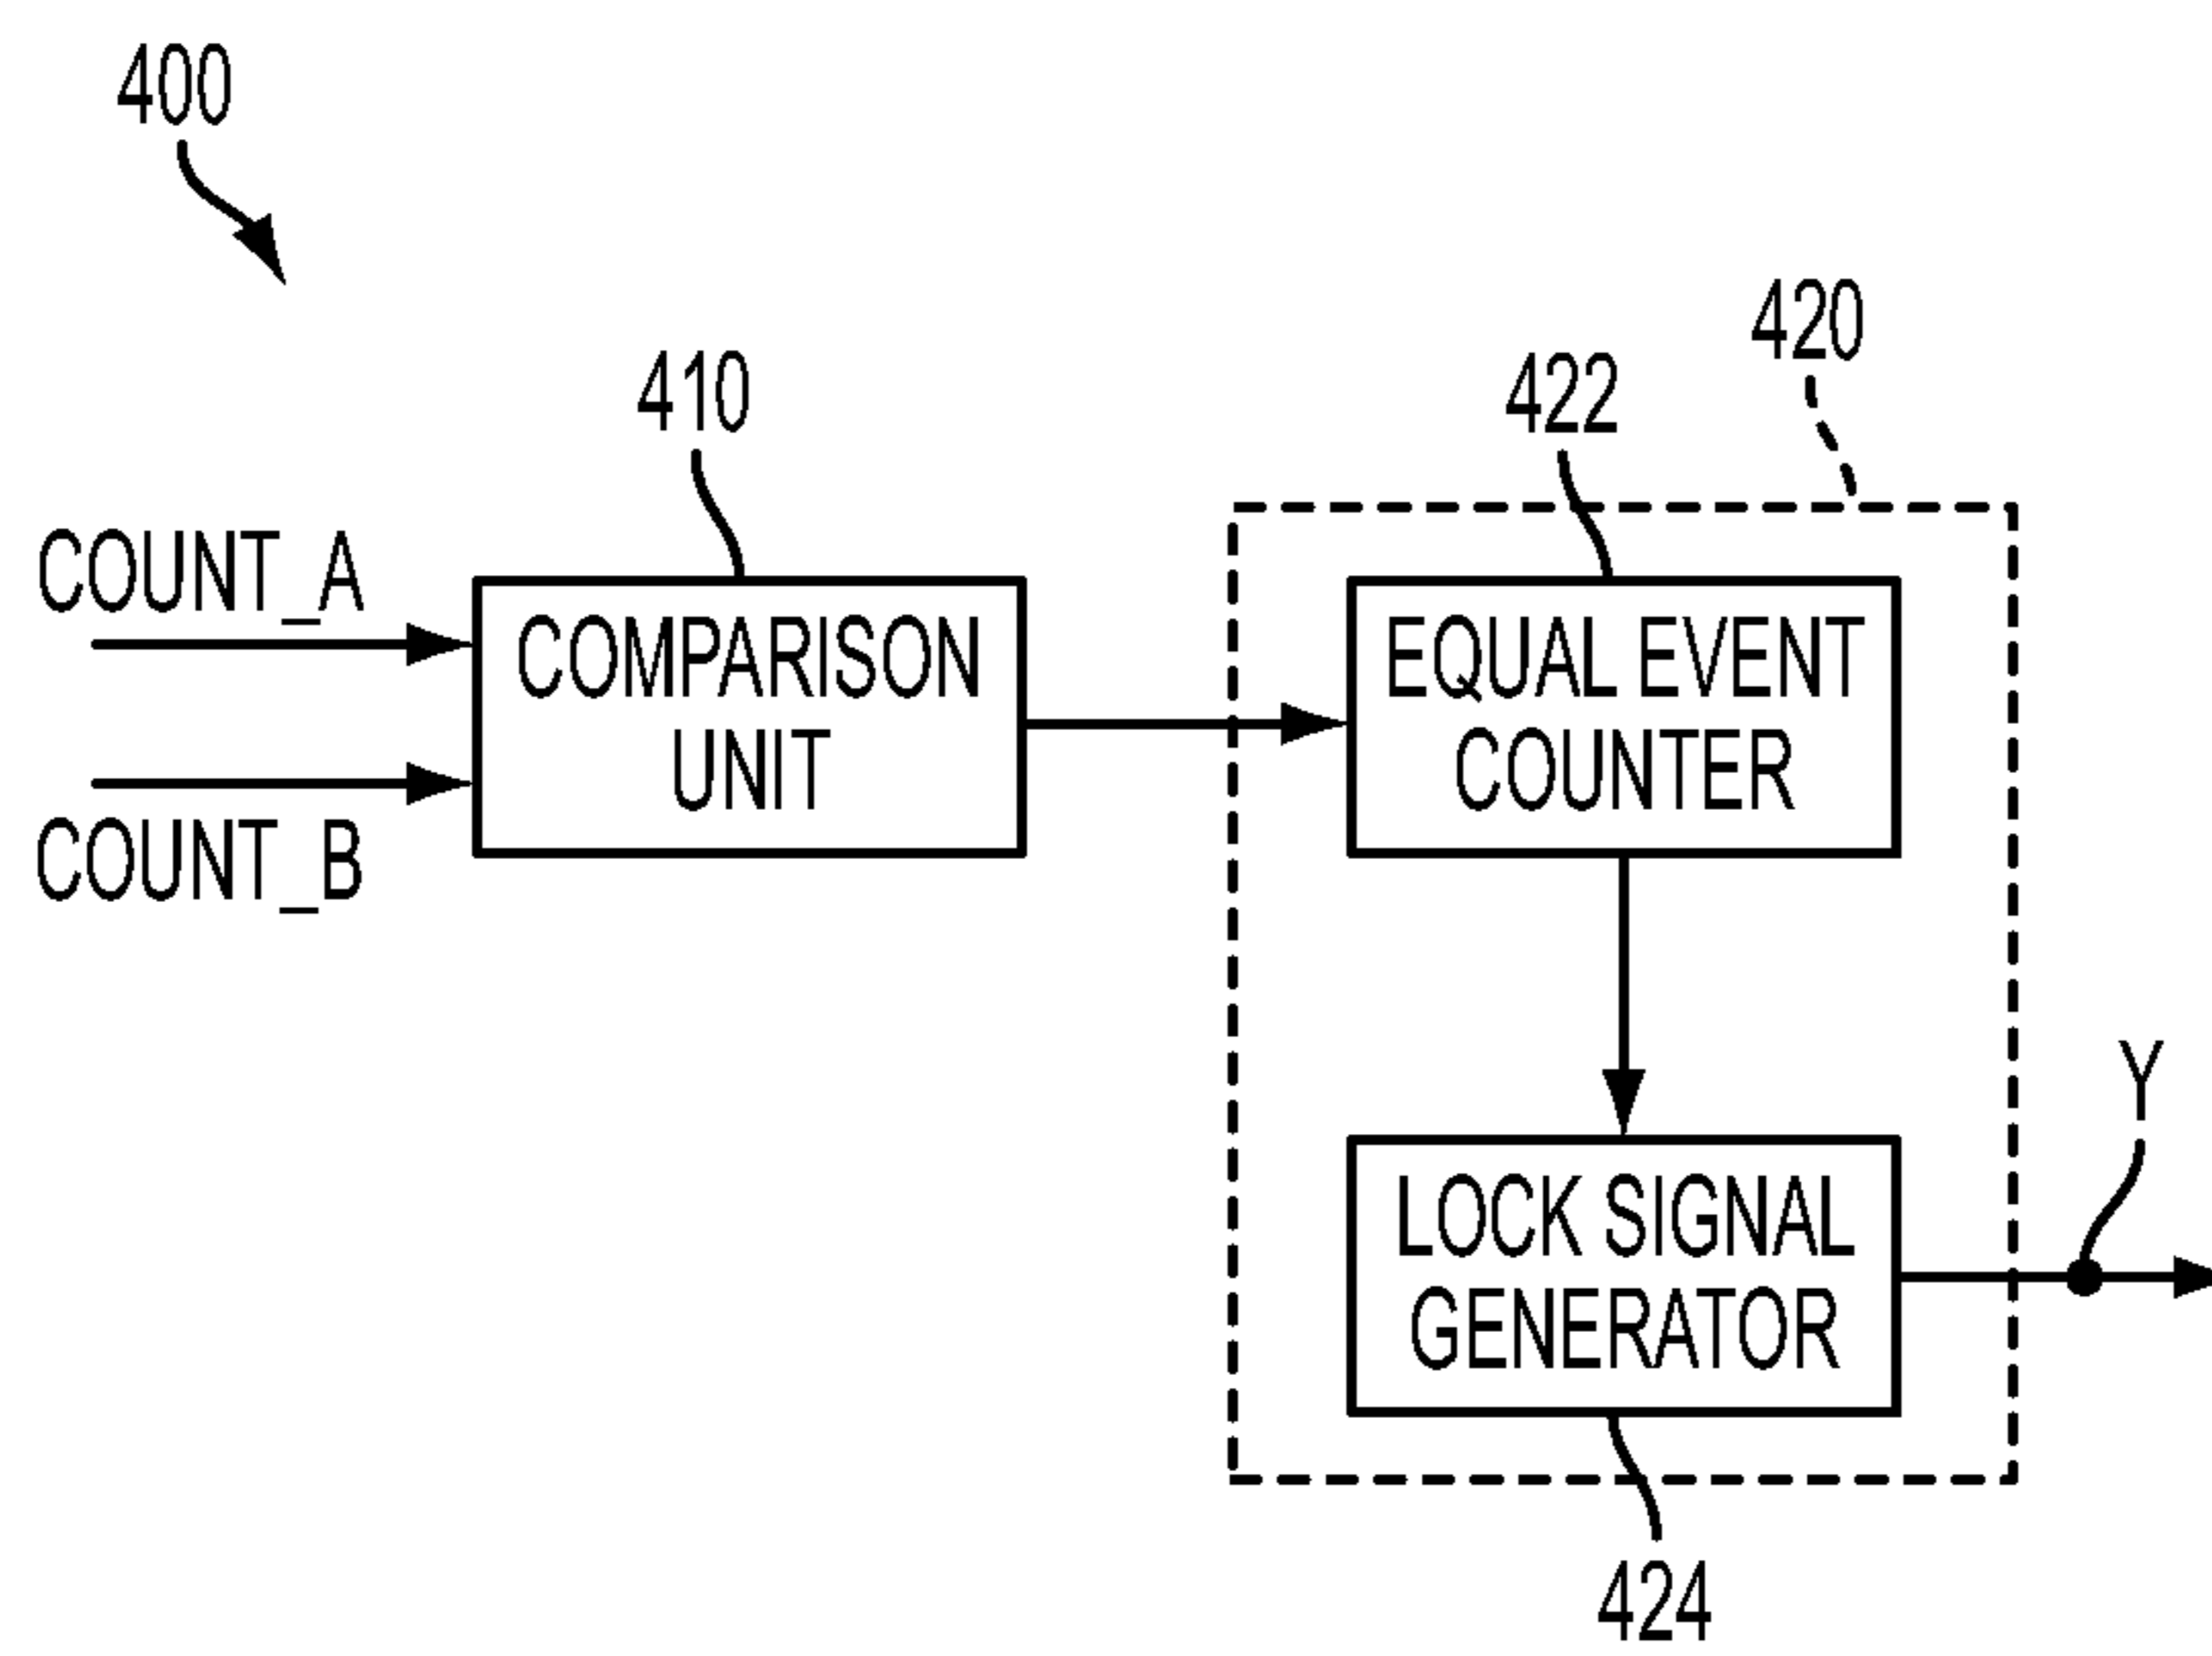 400
420
410
422
COUNT_A
COMPARISON
UNIT
EQUAL EVENT
COUNTER
COUNT_B
Y
LOCK SIGNAL
GENERATOR
424